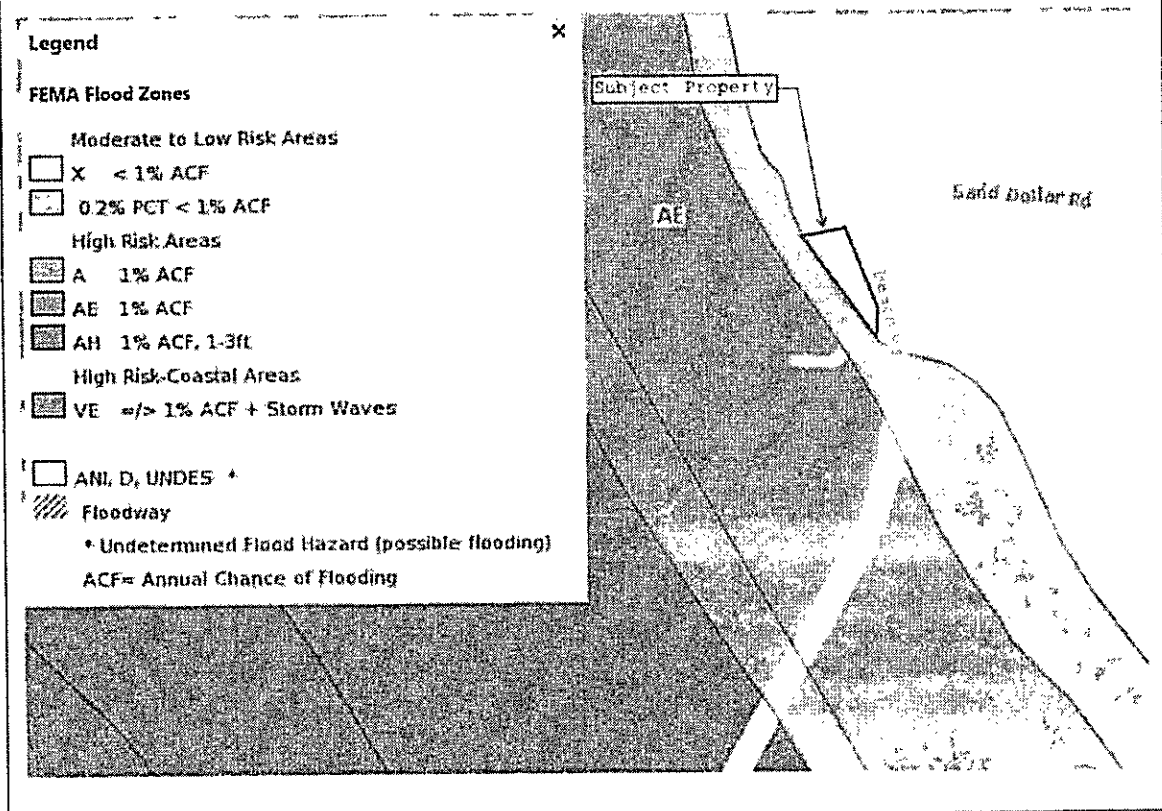 Legend
×
FEMA Flood Zones
Moderate to Low Risk Areas
X < 1% ACF
0.2% PCT < 1% ACF
High Risk Areas
A 1% ACF
AE 1% ACF
AH 1% ACF, 1-3ft
High Risk-Coastal Areas
VE =/> 1% ACF + Storm Waves
ANI, D, UNDES *
Floodway
* Undetermined Flood Hazard (possible flooding)
ACF= Annual Chance of Flooding
Subject Property
AE
Sand Dollar Rd